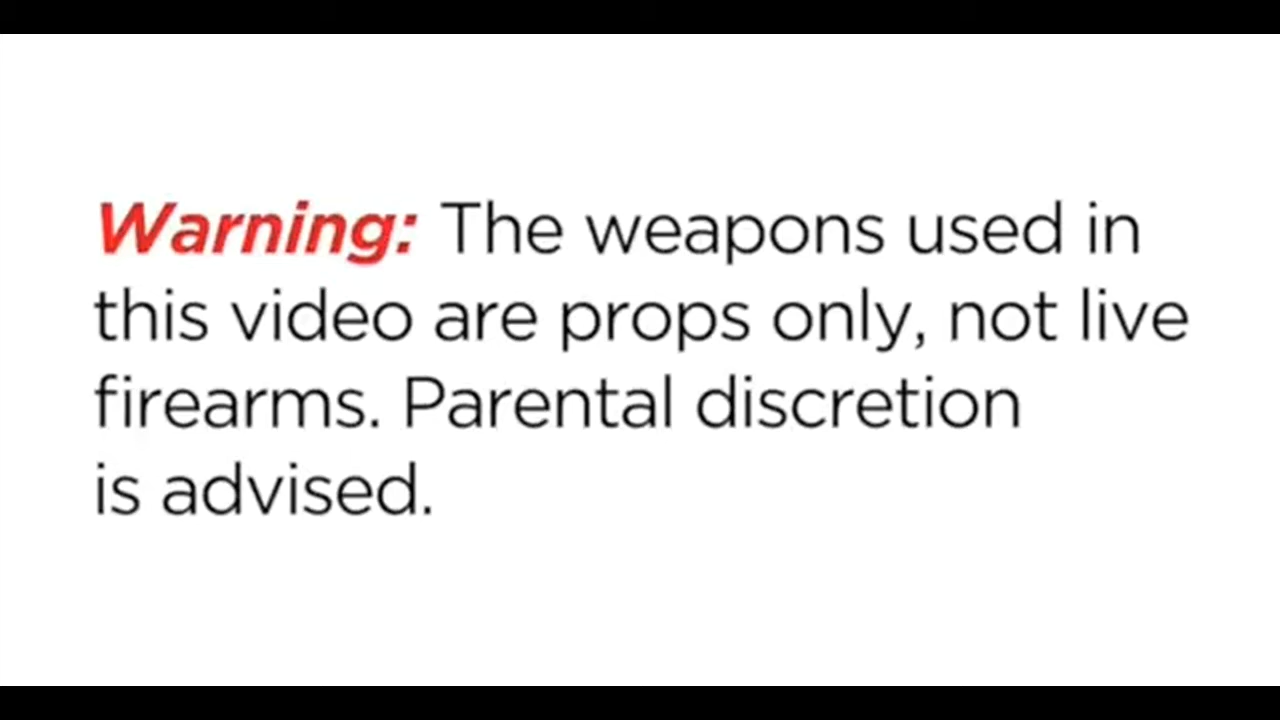 Warning: The weapons used in
this video are props only, not live
firearms. Parental discretion
is advised.